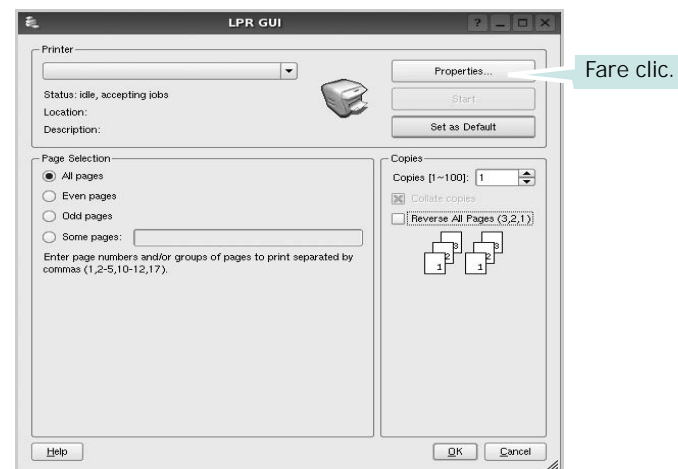 LPR GUI
Printer
Properties...
Fare clic.
Status: idle, accepting jobs
Start
Location:
Description:
Set as Default
Page Selection
Copies
All pages
Copies [1~100]: 1
Even pages
Collate copies
Odd pages
Reverse All Pages (3,2,1)
Some pages:
Enter page numbers and/or groups of pages to print separated by
commas (1,2-5,10-12,17).
3 3
2 2
1 1
Help
OK
Cancel